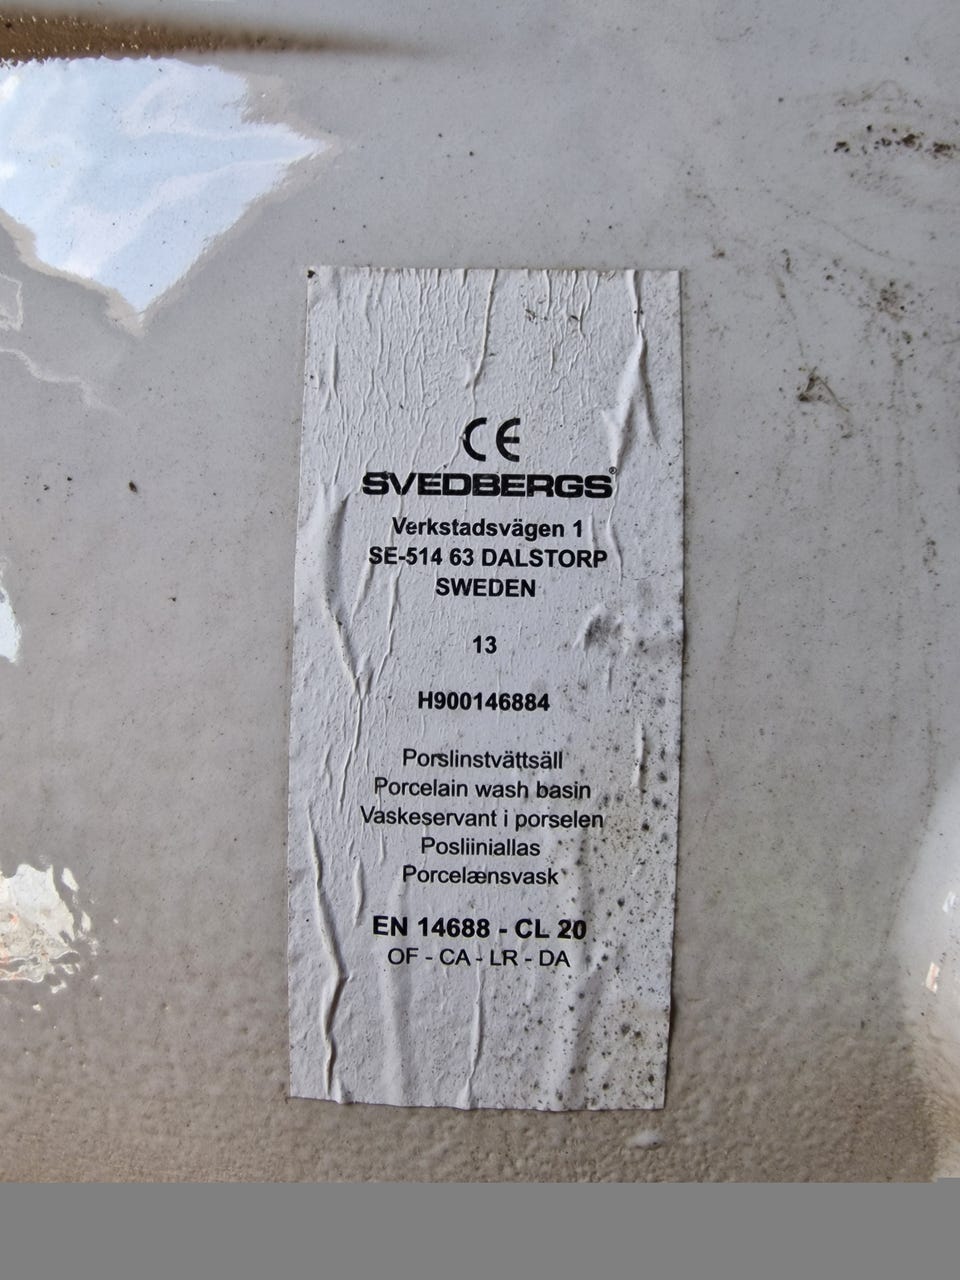 CE
SVEDBERGS®
Verkstadsvägen 1
SE-514 63 DALSTORP
SWEDEN
13
H900146884
Porslinstvättsäll
Porcelain wash basin
Vaskeservant i porselen
Posliiniallas
Porcelænsvask
EN 14688 - CL 20
OF - CA - LR - DA